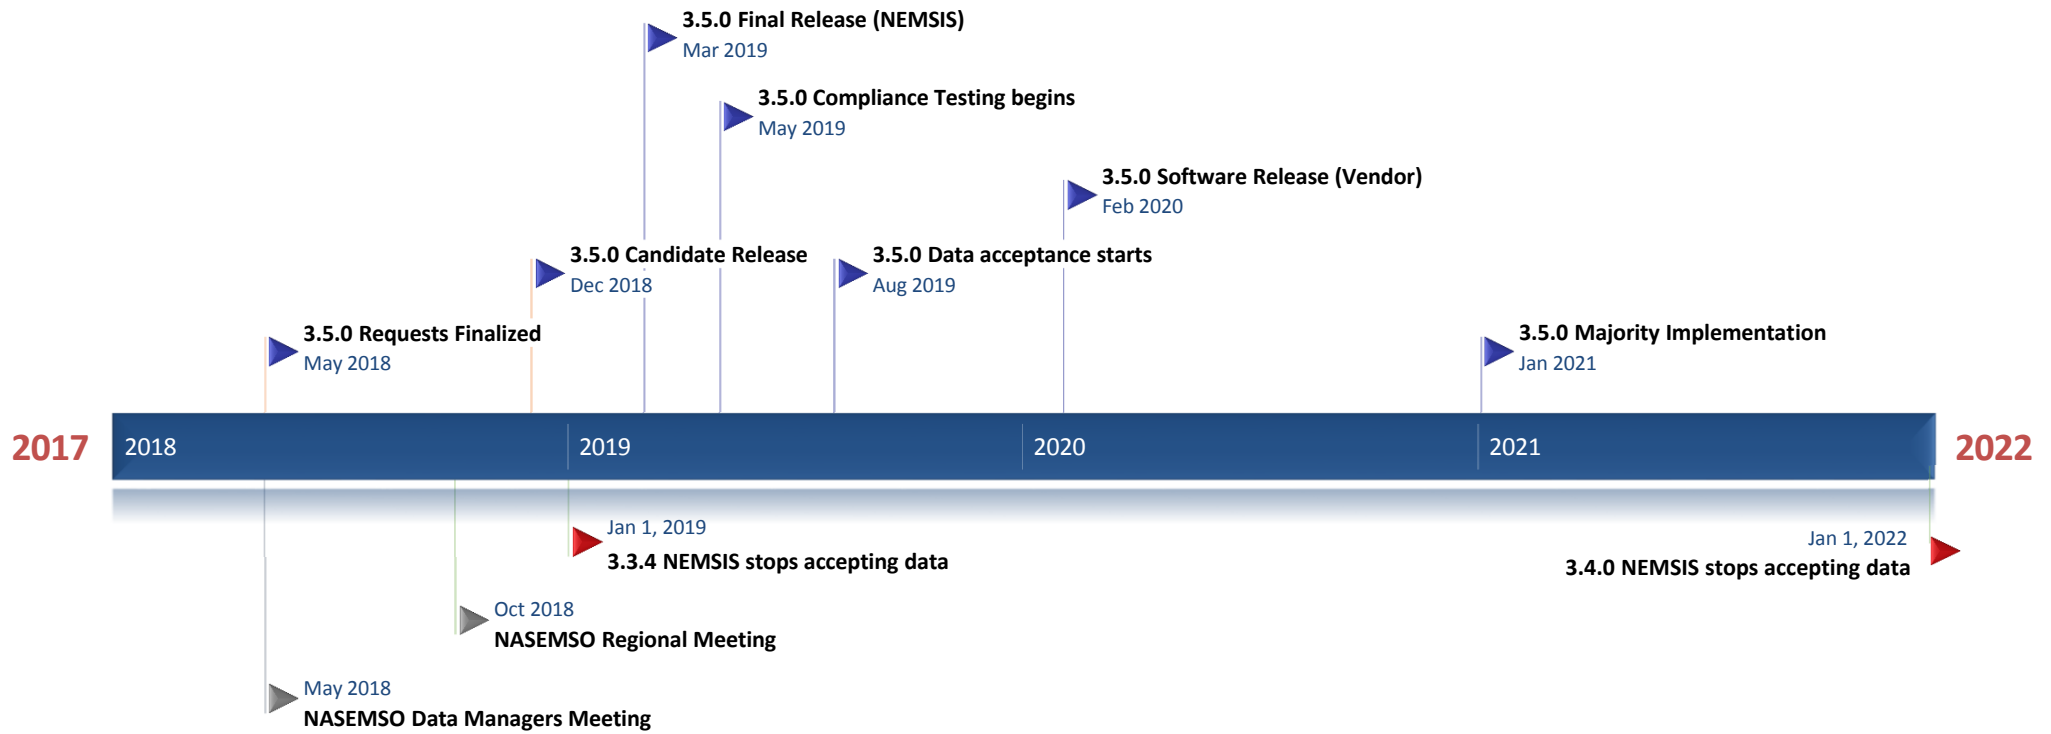 3.5.0 Final Release (NEMSIS)
Mar 2019
3.5.0 Compliance Testing begins
May 2019
3.5.0 Software Release (Vendor)
Feb 2020
3.5.0 Candidate Release
Dec 2018
3.5.0 Data acceptance starts
Aug 2019
3.5.0 Requests Finalized
May 2018
3.5.0 Majority Implementation
Jan 2021
2017
2018
2019
2020
2021
2022
Jan 1, 2019
3.3.4 NEMSIS stops accepting data
Jan 1, 2022
3.4.0 NEMSIS stops accepting data
Oct 2018
NASEMSO Regional Meeting
May 2018
NASEMSO Data Managers Meeting